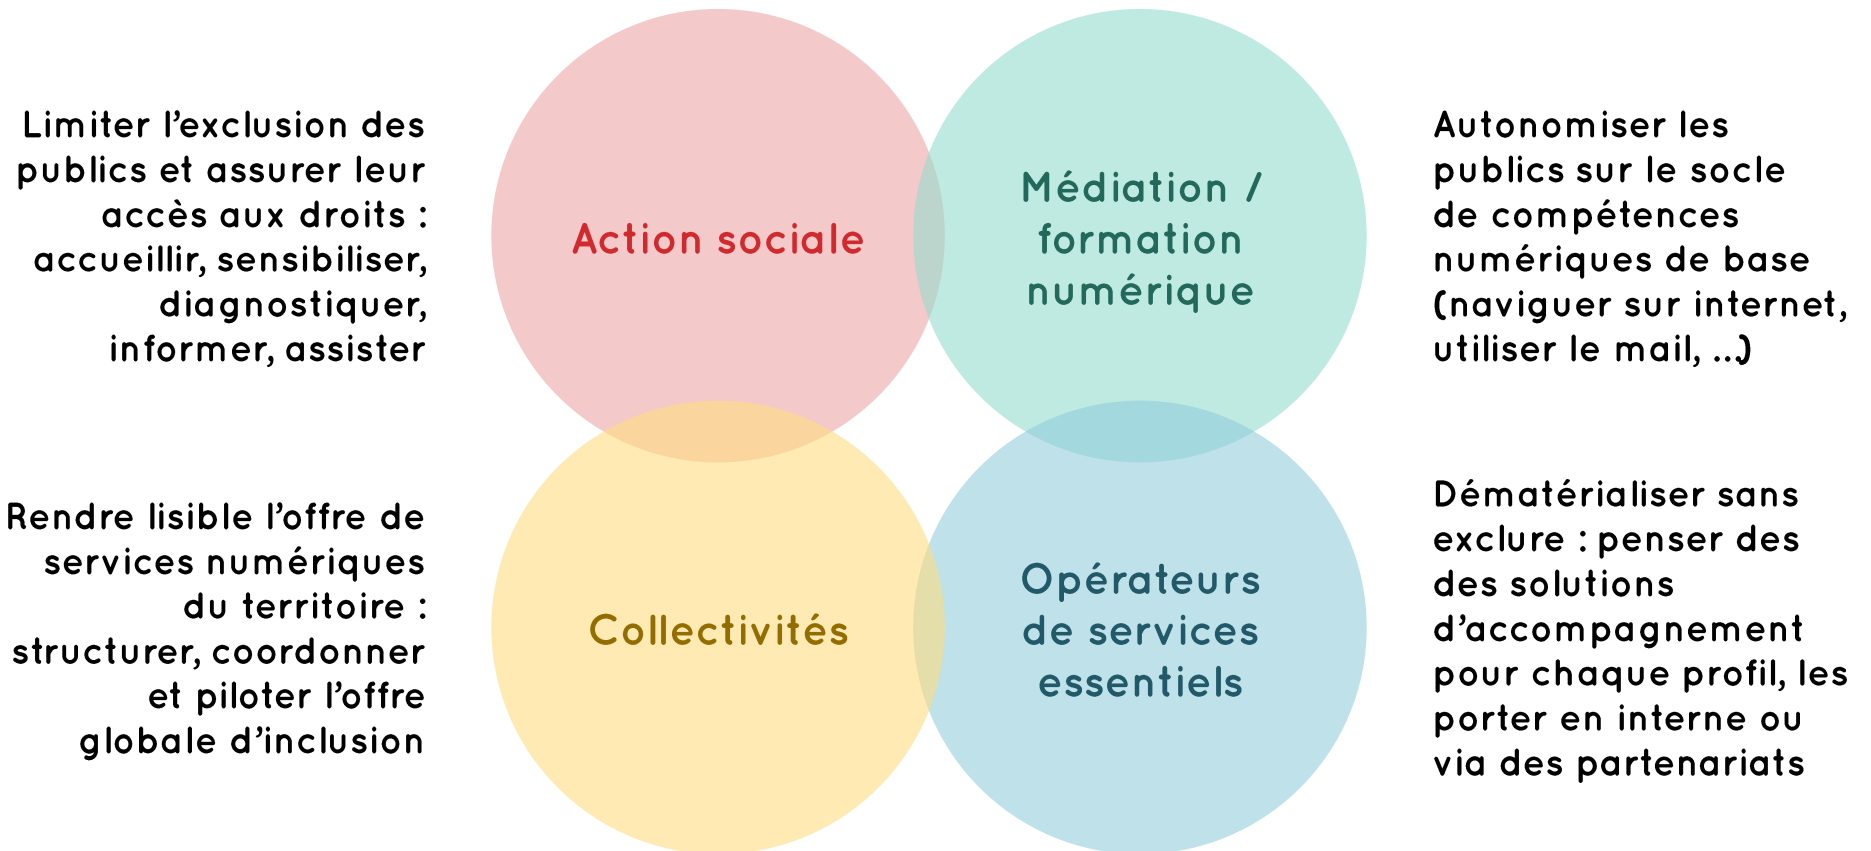 Limiter l’exclusion des
publics et assurer leur
accès aux droits :
accueillir, sensibiliser,
diagnostiquer,
informer, assister
Action sociale
Médiation /
formation
numérique
Autonomiser les
publics sur le socle
de compétences
numériques de base
(naviguer sur internet,
utiliser le mail, ...)
Rendre lisible l’offre de
services numériques
du territoire :
structurer, coordonner
et piloter l’offre
globale d’inclusion
Collectivités
Opérateurs
de services
essentiels
Dématérialiser sans
exclure : penser des
des solutions
d’accompagnement
pour chaque profil, les
porter en interne ou
via des partenariats